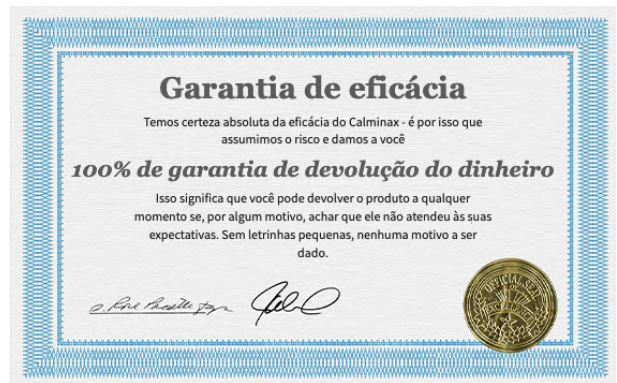 Garantia de eficácia
Temos certeza absoluta da eficácia do Calminax - é por isso que
assumimos o risco e damos a você
100% de garantia de devolução do dinheiro
Isso significa que você pode devolver o produto a qualquer
momento se, por algum motivo, achar que ele não atendeu às suas
expectativas. Sem letrinhas pequenas, nenhuma motivo a ser
dado.
OFFICIAL SEAL